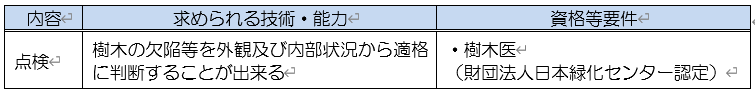 内容 求められる技術・能力 資格等要件
点検 樹木の欠陥等を外観及び内部状況から適格に判断することが出来る ・樹木医
（財団法人日本緑化センター認定）